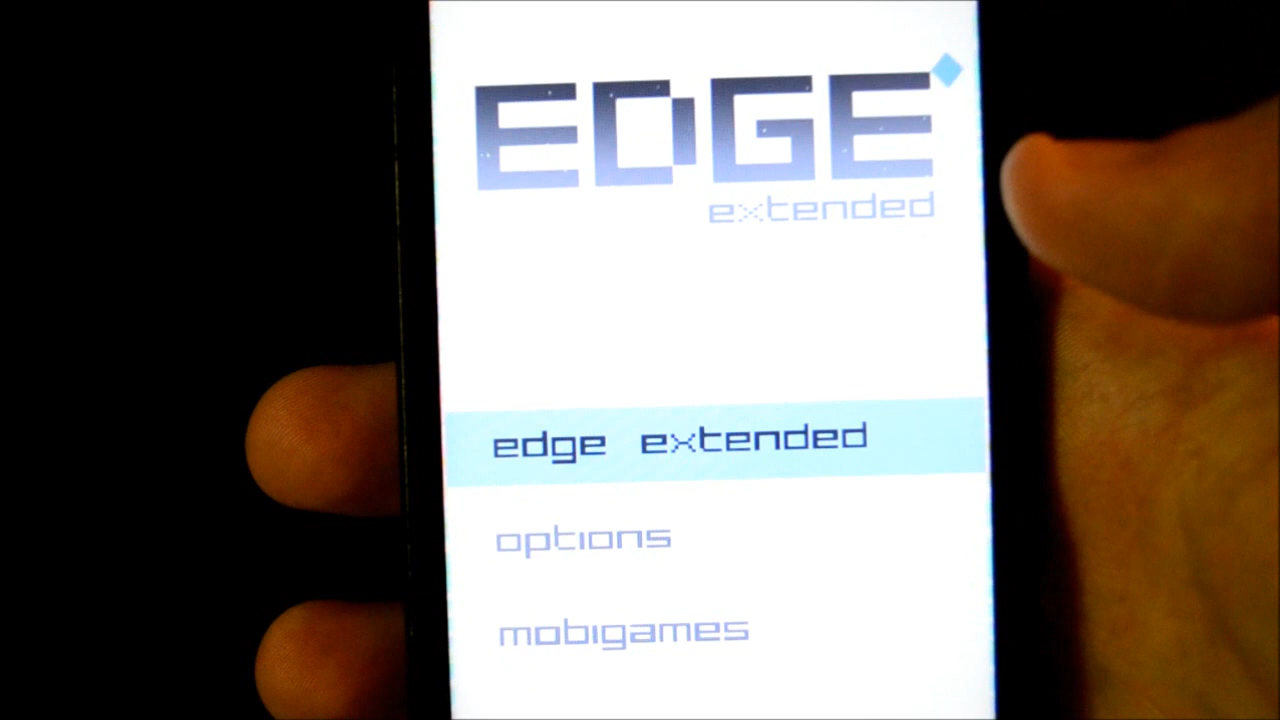 EDGE
extended
edge extended
options
mobigames